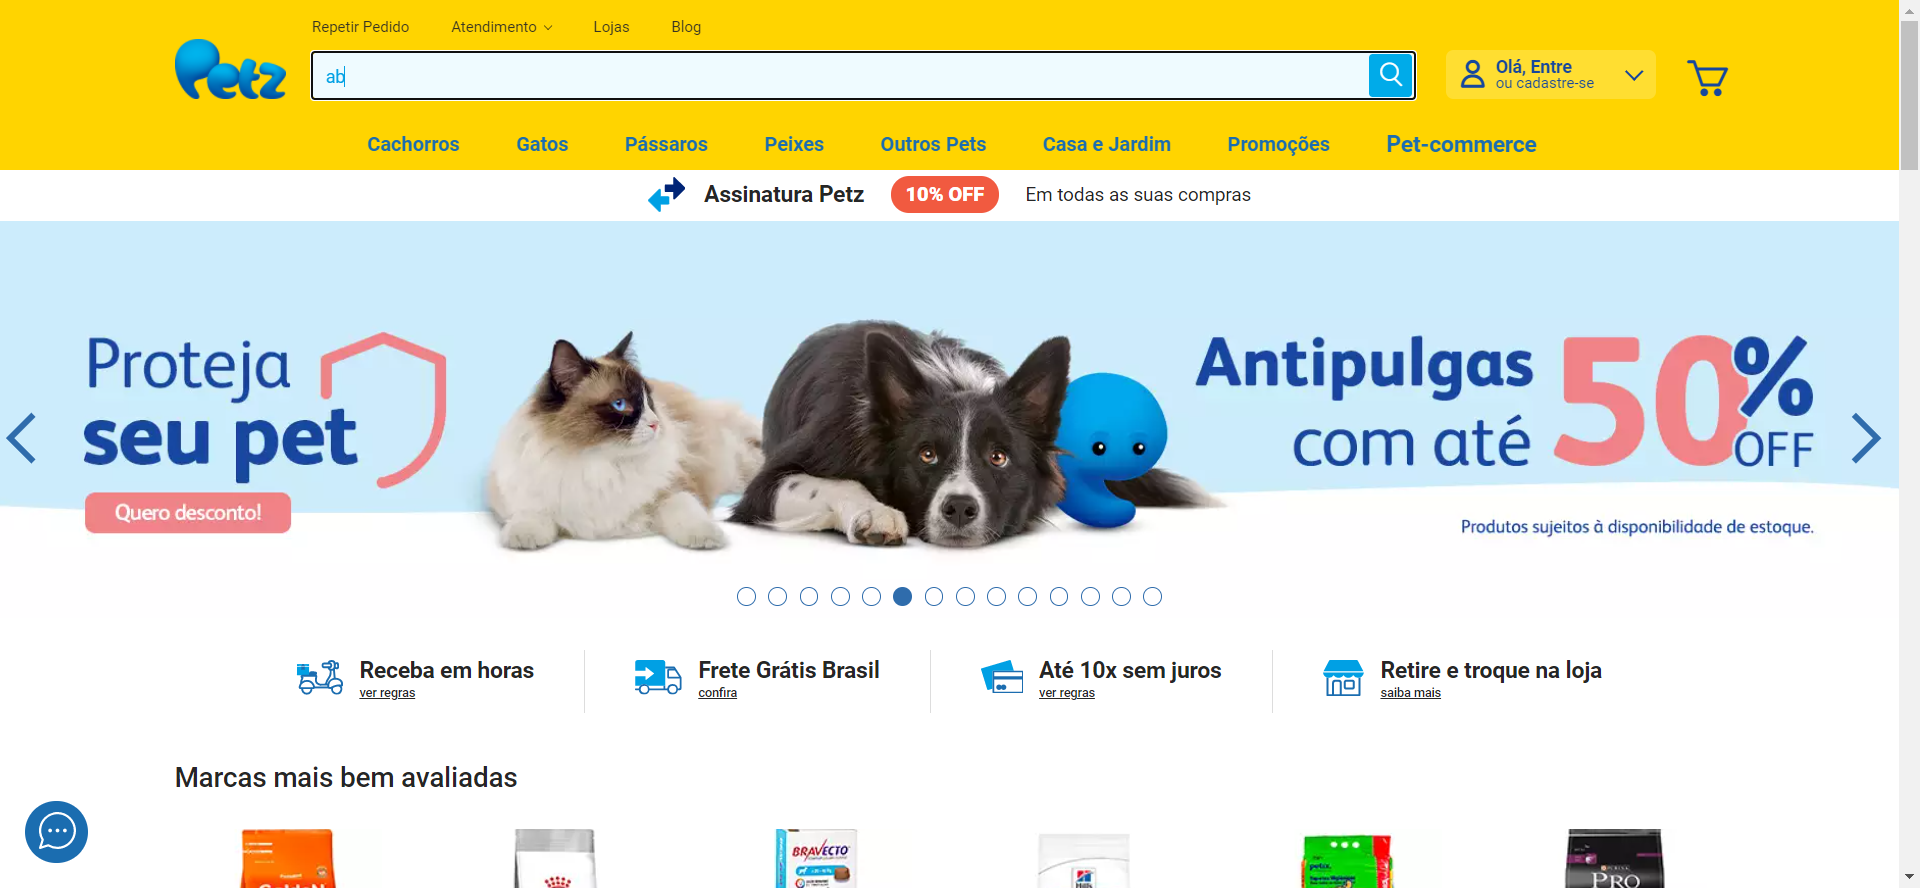 Repetir Pedido
Atendimento
Lojas
Blog
Petz
ab
Olá, Entre
ou cadastre-se
Cachorros
Gatos
Pássaros
Peixes
Outros Pets
Casa e Jardim
Promoções
Pet-commerce
Assinatura Petz
10% OFF
Em todas as suas compras
Proteja
seu pet
Quero desconto!
Antipulgas
com até
50%
OFF
Produtos sujeitos à disponibilidade de estoque.
Receba em horas
ver regras
Frete Grátis Brasil
confira
Até 10x sem juros
ver regras
Retire e troque na loja
saiba mais
Marcas mais bem avaliadas
BRAVECTO
petix
Hill's
PURINA
PRO